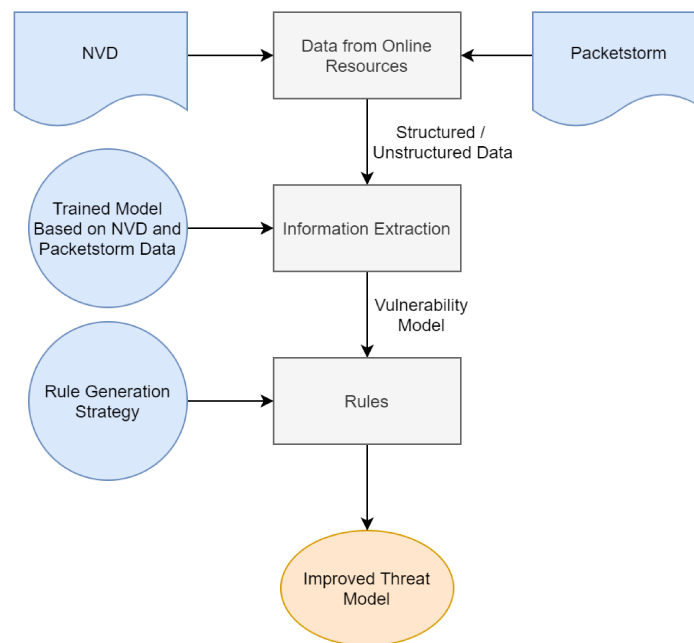 NVD
Data from Online
Resources
Packetstorm
Structured /
Unstructured Data
Trained Model
Based on NVD and
Packetstorm Data
Information Extraction
Vulnerability
Model
Rule Generation
Strategy
Rules
Improved Threat
Model